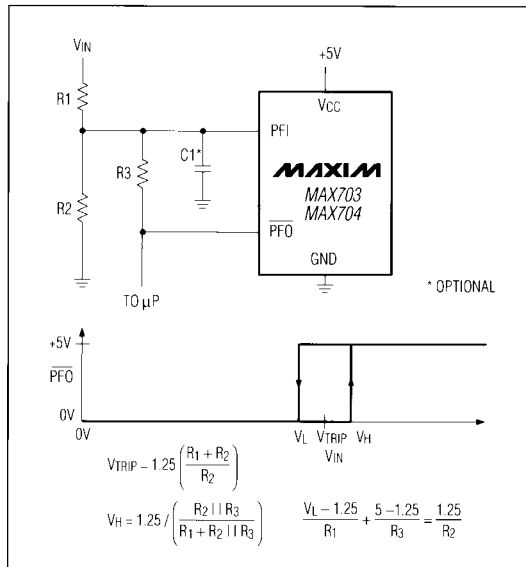 VIN
+5V
R1
VCC
PFI
C1*
R3
MAXIM
MAX703
MAX704
R2
PFO
GND
* OPTIONAL
TO µP
+5V
PFO
0V
0V
VL VTRIP VH
VIN
VTRIP – 1.25 ( R1 + R2 / R2 )
VH = 1.25 / ( R2 || R3 / R1 + R2 || R3 ) VL – 1.25 / R1 + 5 – 1.25 / R3 = 1.25 / R2